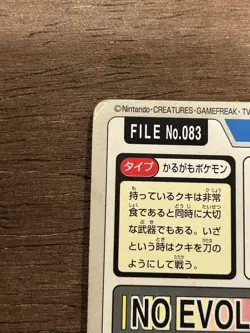 ©Nintendo・CREATURES・GAMEFREAK・TV
FILE No.083
タイプ かるがもポケモン
持っているクキは非常
食であると同時に大切
な武器でもある。いざ
という時はクキを刀の
ようにして戦う。
NO EVOL